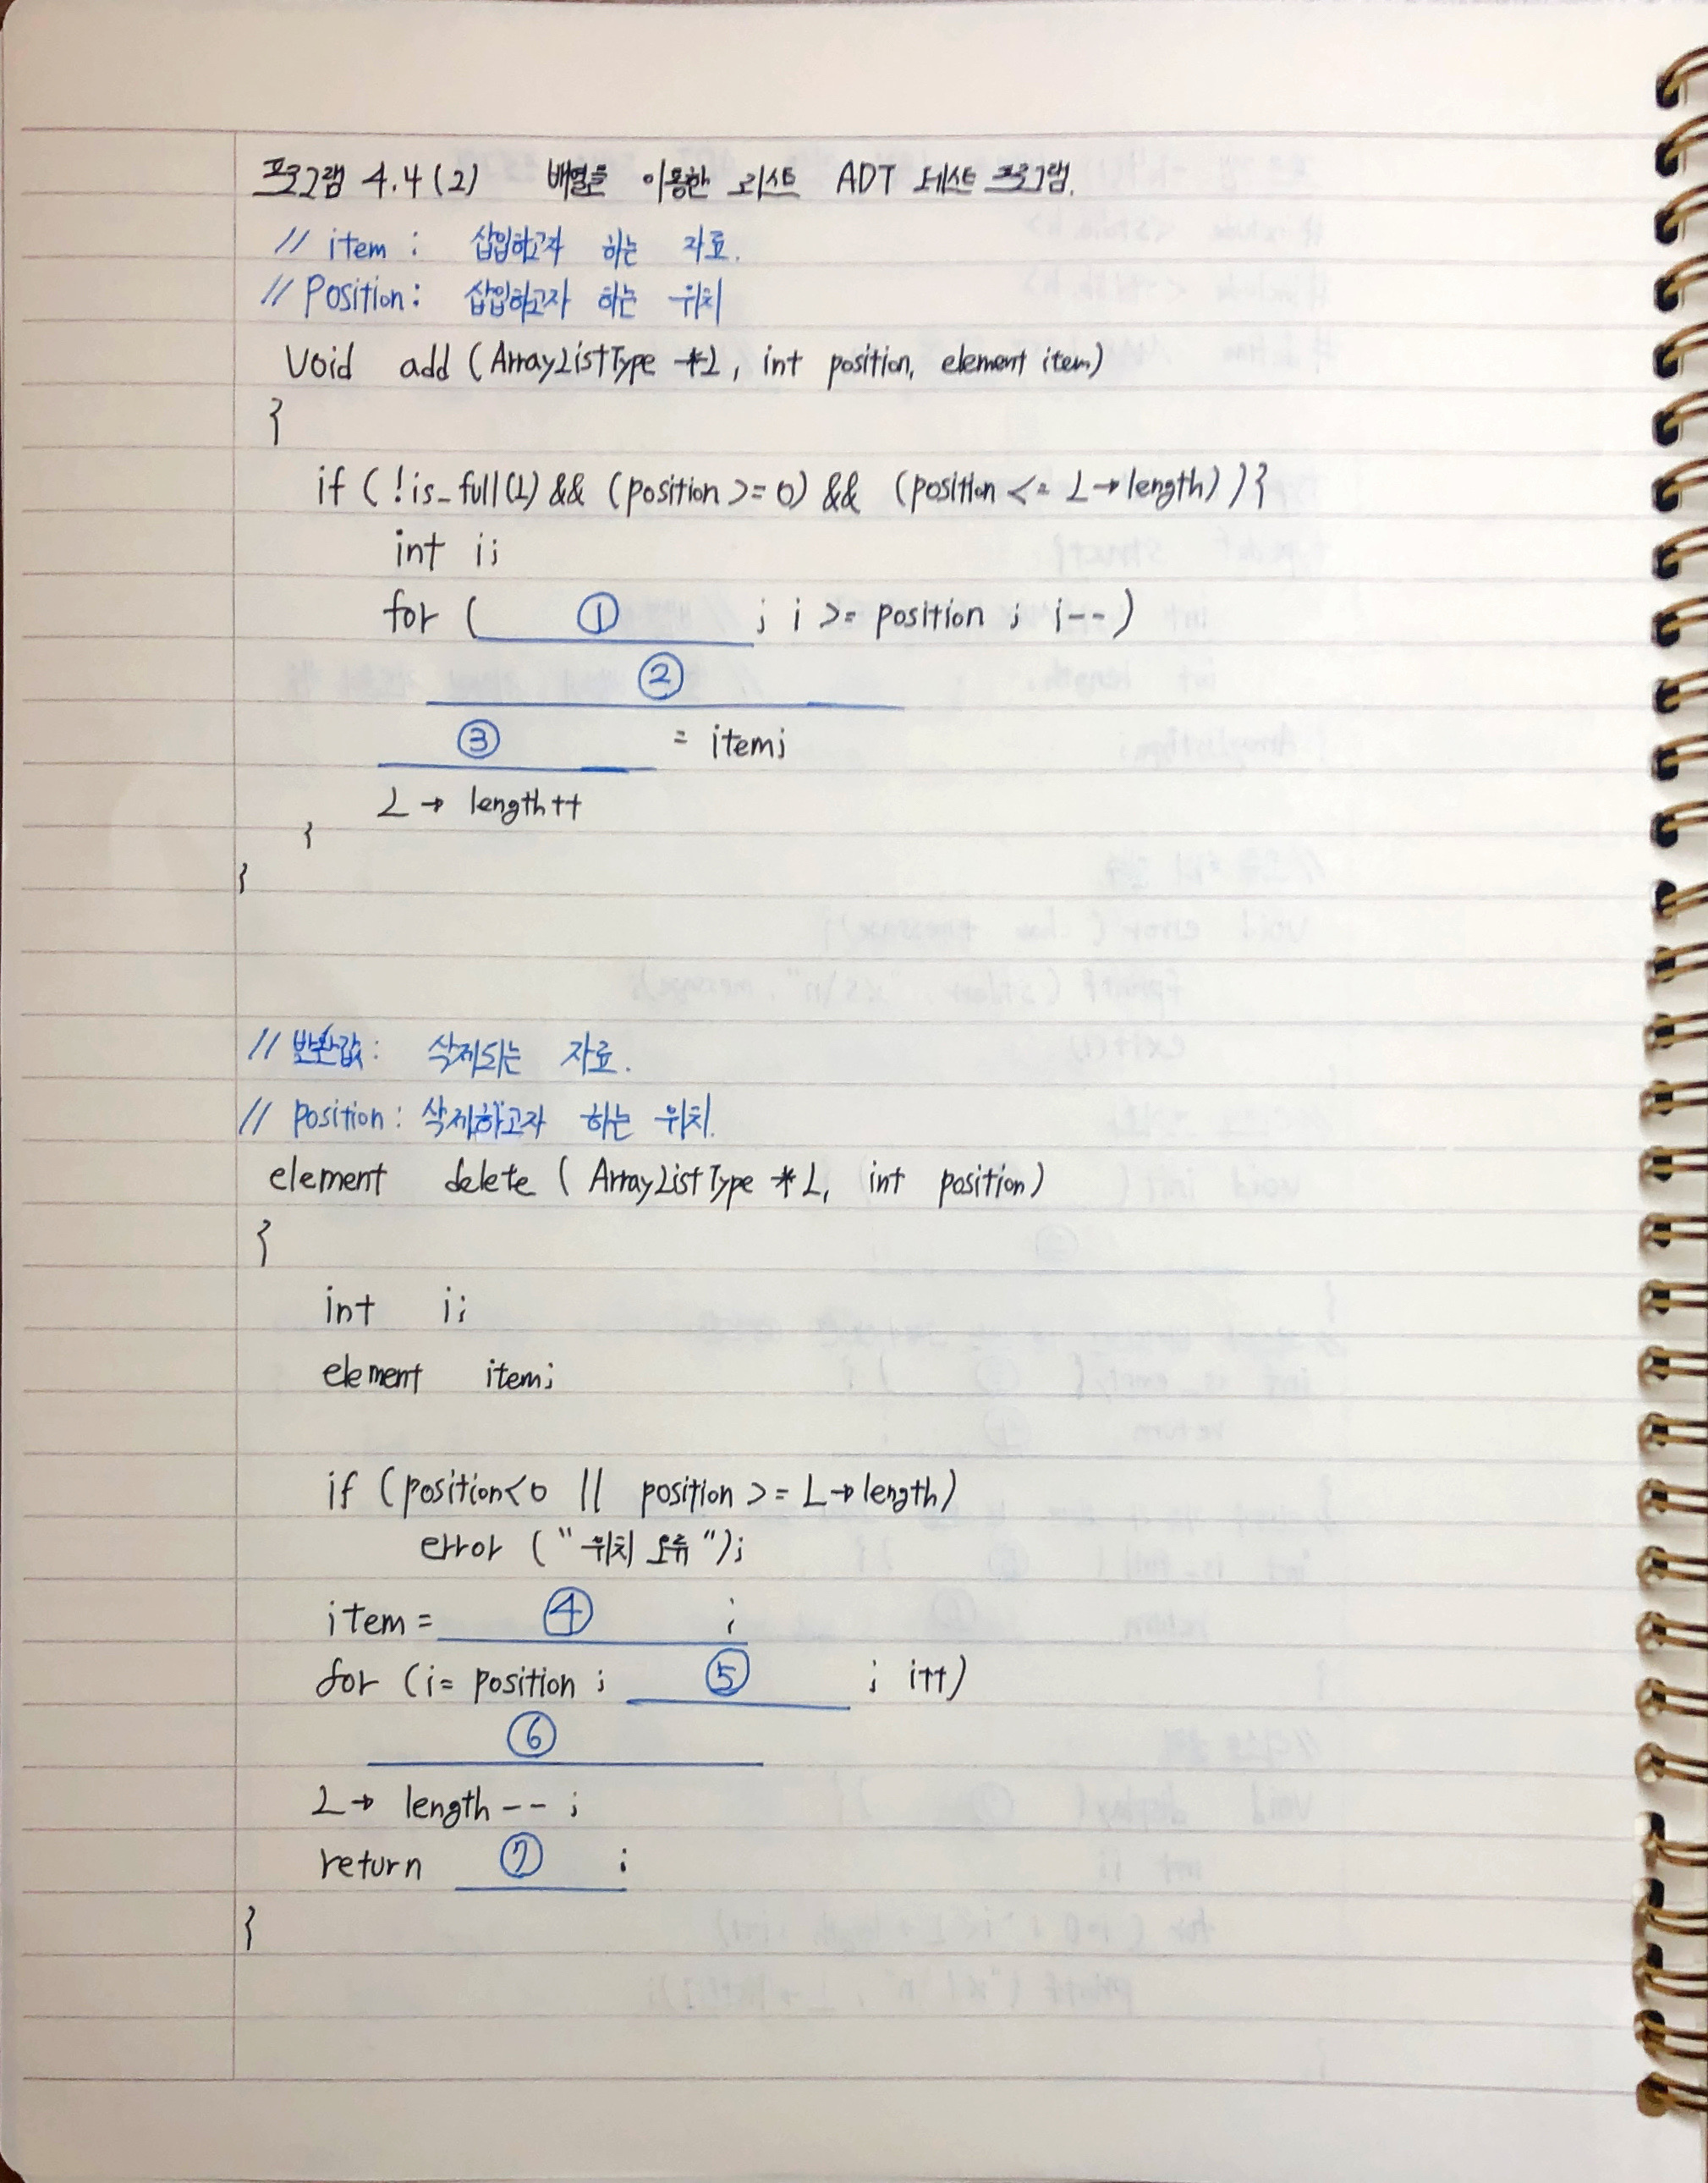 프로그램 4.4 (2) 배열을 이용한 리스트 ADT 테스트 프로그램.
// item : 삽입하고자 하는 자료.
// Position : 삽입하고자 하는 위치
Void add (ArrayListType *L, int position, element item)
{
if ( !is_full(L) && (position >= 0) && (position <= L→length) ){
int i;
for ( ① ; i >= position ; i-- )
②
③ = item;
L → length++
}
}
// 반환값 : 삭제되는 자료.
// position : 삭제하고자 하는 위치.
element delete ( ArrayListType *L, int position)
{
int i;
element item;
if (position<0 || position >= L→length)
error ( "위치 오류");
item = ④ ;
for (i= position ; ⑤ ; i++)
⑥
L→ length-- ;
return ⑦ ;
}